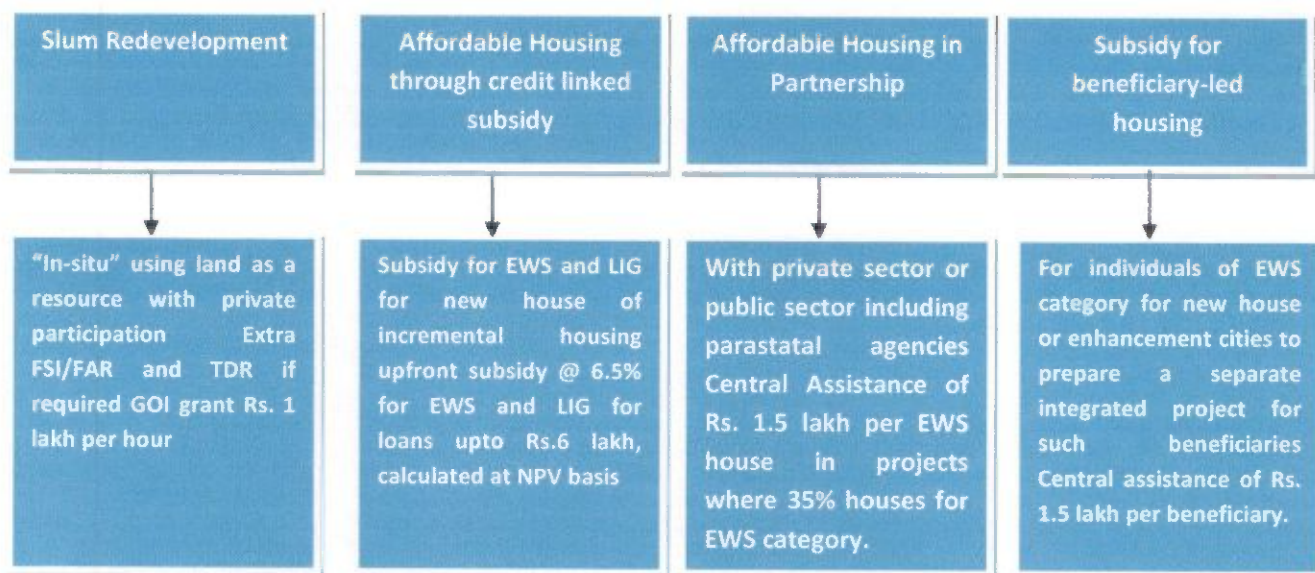 Slum Redevelopment
Affordable Housing
through credit linked
subsidy
Affordable Housing in
Partnership
Subsidy for
beneficiary-led
housing
"In-situ" using land as a
resource with private
participation Extra
FSI/FAR and TDR if
required GOI grant Rs. 1
lakh per hour
Subsidy for EWS and LIG
for new house of
incremental housing
upfront subsidy @ 6.5%
for EWS and LIG for
loans upto Rs.6 lakh,
calculated at NPV basis
With private sector or
public sector including
parastatal agencies
Central Assistance of
Rs. 1.5 lakh per EWS
house in projects
where 35% houses for
EWS category.
For individuals of EWS
category for new house
or enhancement cities to
prepare a separate
integrated project for
such beneficiaries
Central assistance of Rs.
1.5 lakh per beneficiary.